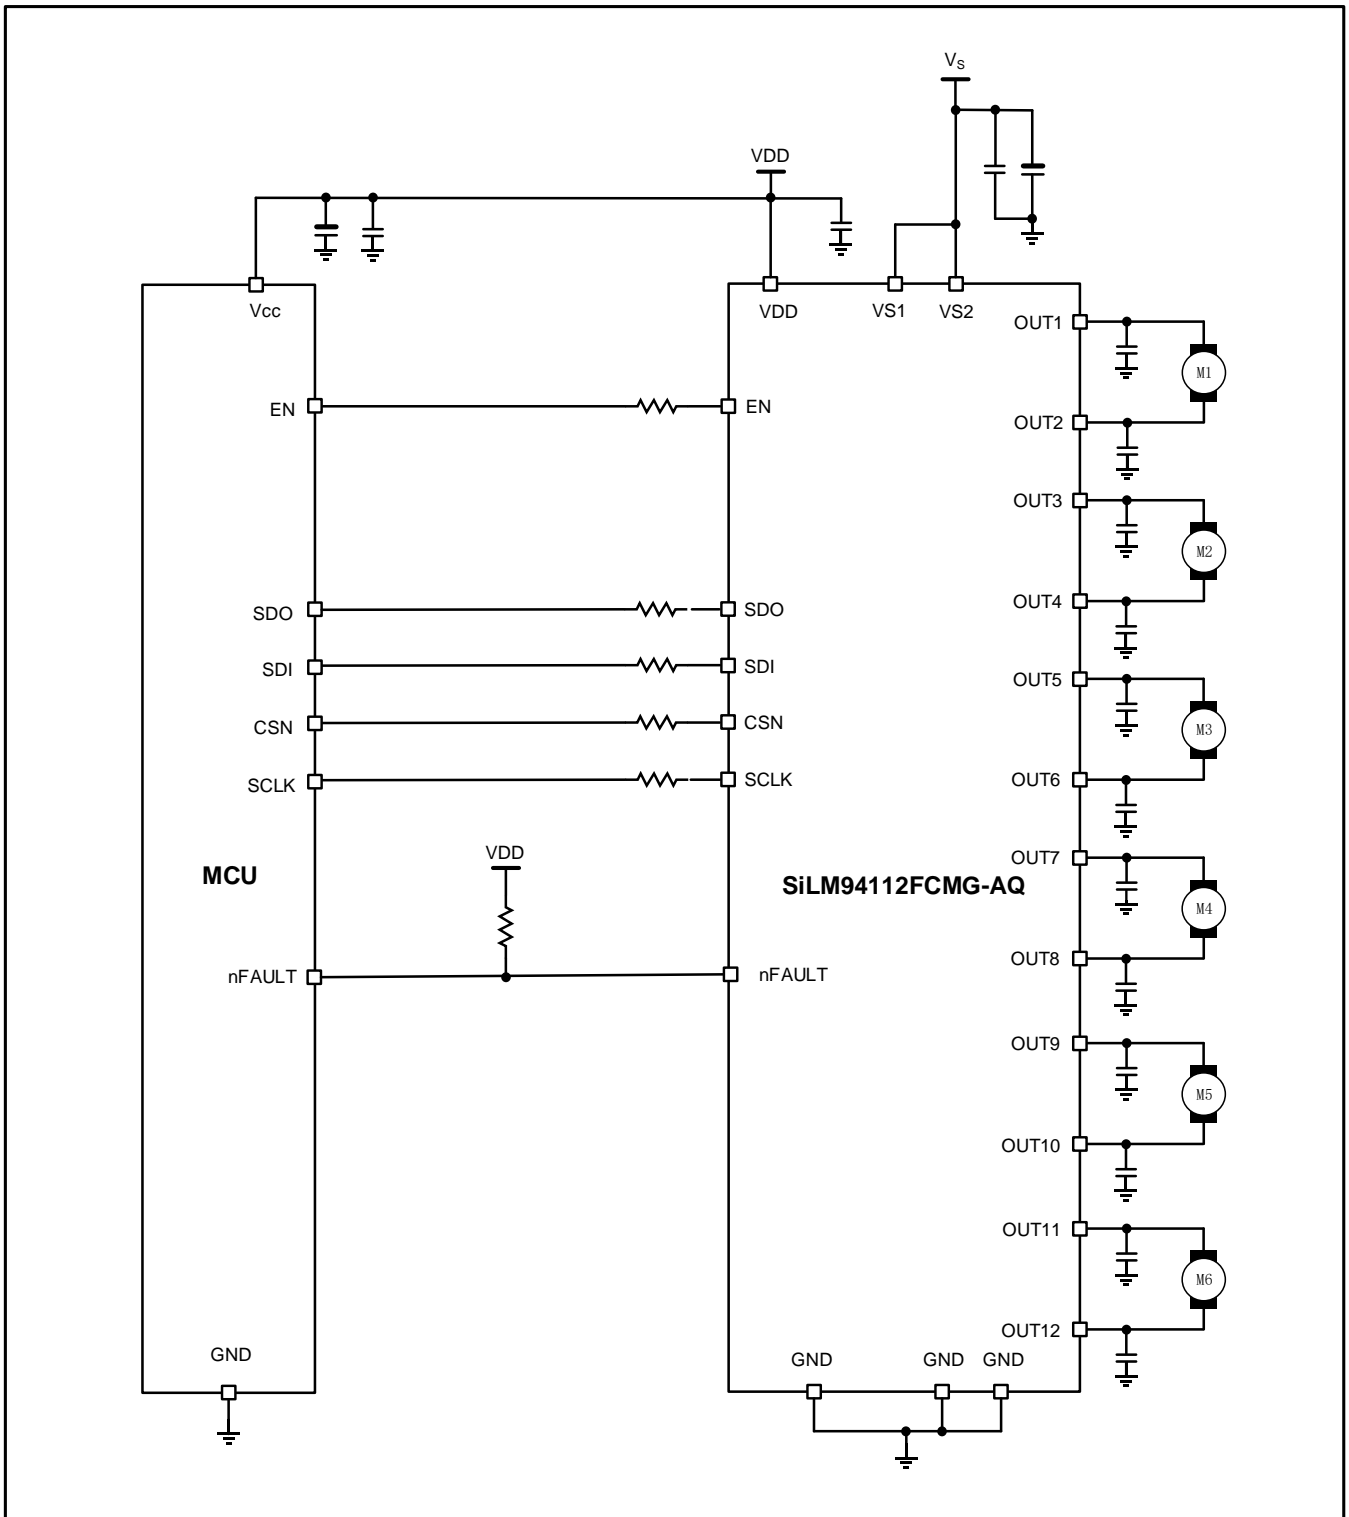 VS
VDD
Vcc
VDD
VS1
VS2
OUT1
M1
EN
EN
OUT2
OUT3
M2
SDO
SDO
OUT4
SDI
SDI
OUT5
CSN
CSN
M3
SCLK
SCLK
OUT6
VDD
OUT7
MCU
SiLM94112FCMG-AQ
M4
nFAULT
nFAULT
OUT8
OUT9
M5
OUT10
OUT11
M6
OUT12
GND
GND
GND
GND